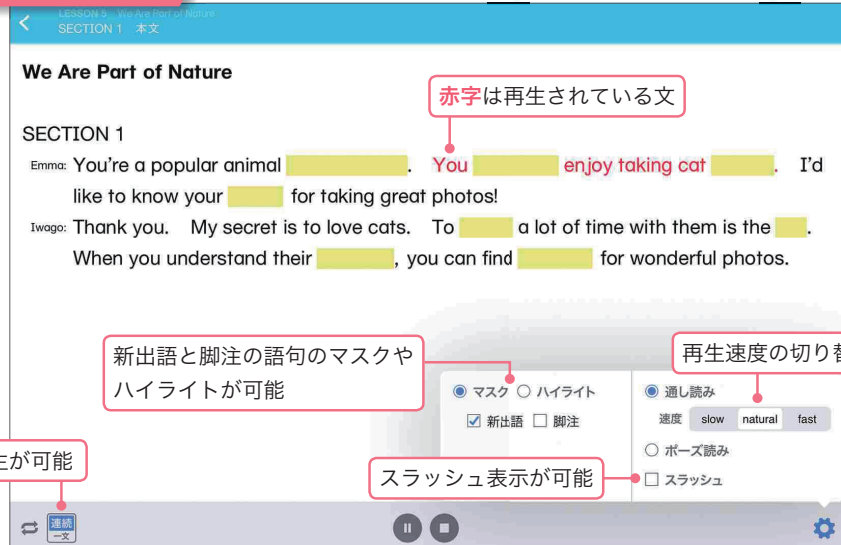 LESSON 5 We Are Part of Nature
SECTION 1 本文
We Are Part of Nature
赤字は再生されている文
SECTION 1
Emma: You're a popular animal . You enjoy taking cat . I'd
like to know your for taking great photos!
Iwago: Thank you. My secret is to love cats. To a lot of time with them is the .
When you understand their , you can find for wonderful photos.
新出語と脚注の語句のマスクや
ハイライトが可能
再生速度の切り替
マスク ハイライト
新出語 脚注
通し読み
速度 slow natural fast
ポーズ読み
スラッシュ
生が可能
スラッシュ表示が可能
連続
一文